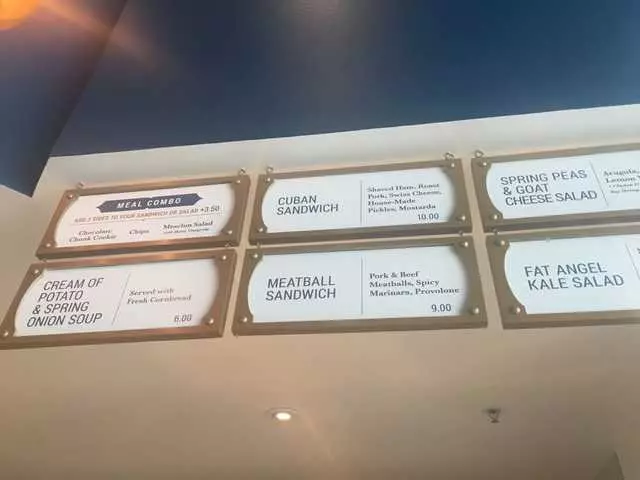 MEAL COMBO
ADD 2 SIDES TO YOUR SANDWICH OR SALAD +3.50
Chocolate Chunk Cookie
Chips
Mesclun Salad
CUBAN
SANDWICH
Shaved Ham, Roast
Pork, Swiss Cheese,
House-Made
Pickles, Mostarda
10.00
SPRING PEAS
& GOAT
CHEESE SALAD
Arugula,
Lemon
CREAM OF
POTATO
& SPRING
ONION SOUP
Served with
Fresh Cornbread
6.00
MEATBALL
SANDWICH
Pork & Beef
Meatballs, Spicy
Marinara, Provolone
9.00
FAT ANGEL
KALE SALAD